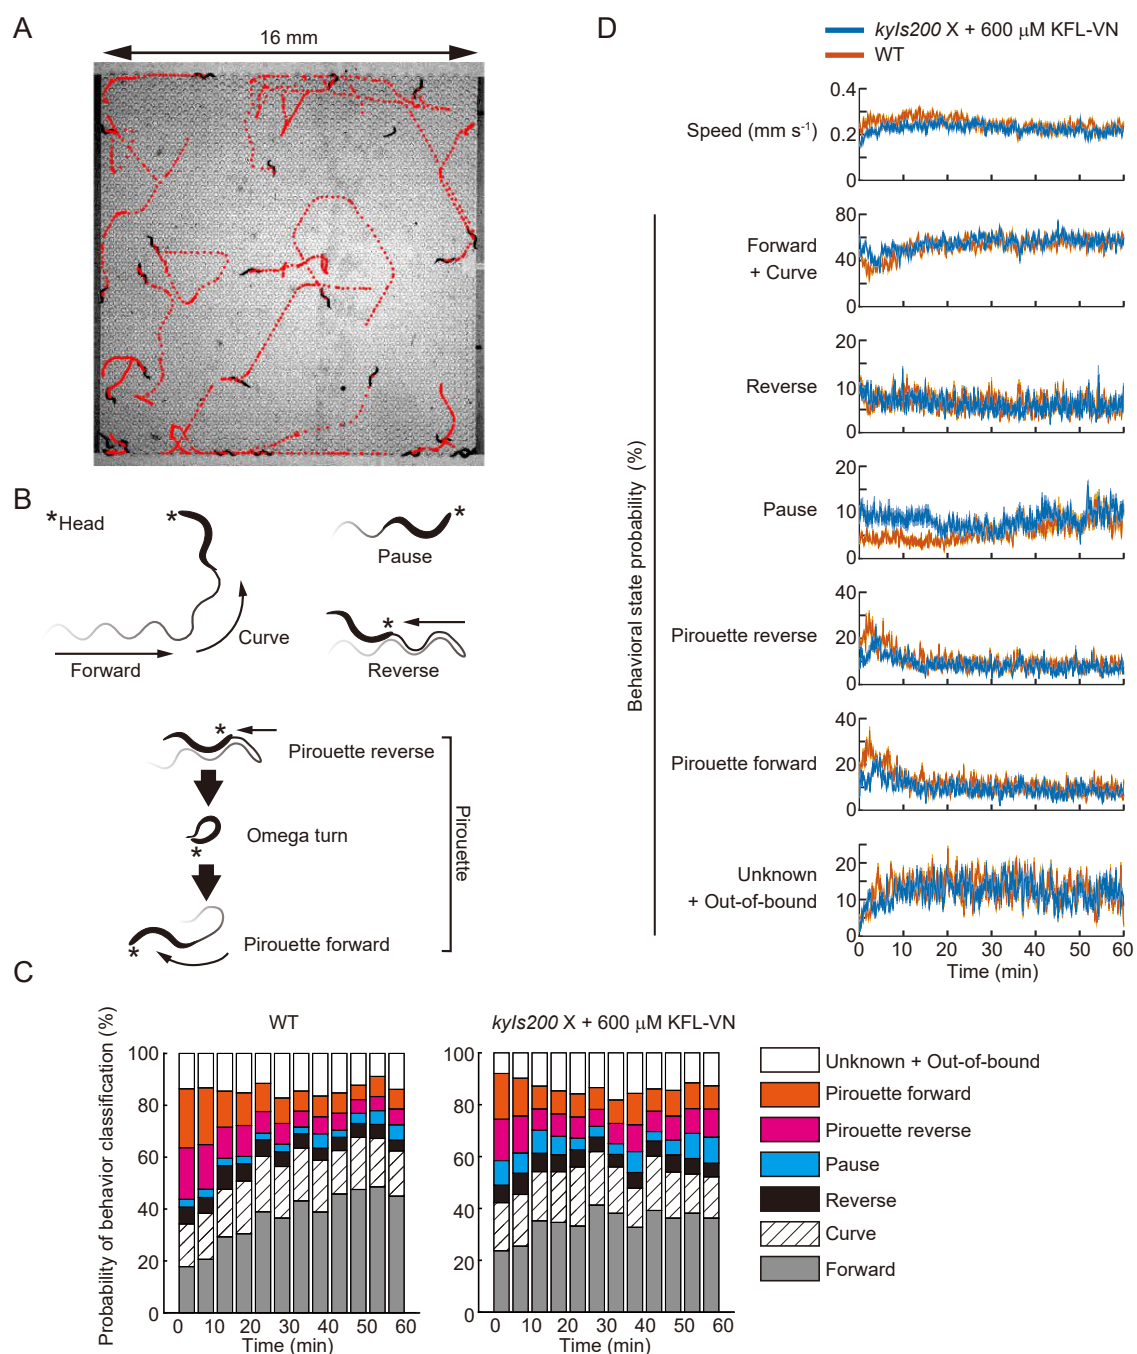 A
16 mm
B
*Head
*
*
Pause
Curve
Forward
*
Reverse
*
Pirouette reverse
Omega turn
*
Pirouette forward
*
Pirouette
C
WT
Probability of behavior classification (%)
100
80
60
40
20
0
0 10 20 30 40 50 60
Time (min)
kyIs200 X + 600 µM KFL-VN
100
80
60
40
20
0
0 10 20 30 40 50 60
Time (min)
Unknown + Out-of-bound
Pirouette forward
Pirouette reverse
Pause
Reverse
Curve
Forward
D
kyIs200 X + 600 µM KFL-VN
WT
Speed (mm s-1)
0.4
0.2
0
Behavioral state probability (%)
Forward
+ Curve
80
40
0
Reverse
20
10
0
Pause
20
10
0
Pirouette reverse
40
20
0
Pirouette forward
40
20
0
Unknown
+ Out-of-bound
20
10
0
0 10 20 30 40 50 60
Time (min)